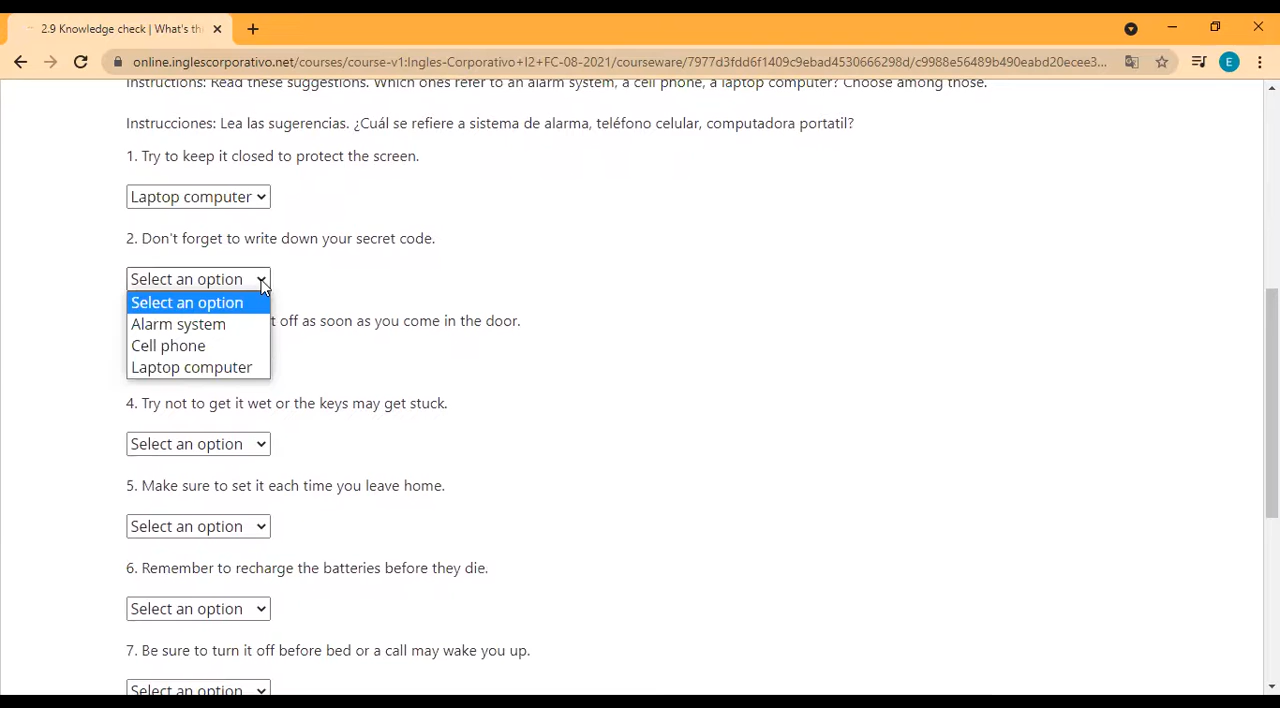 2.9 Knowledge check | What's th
online.inglescorporativo.net/courses/course-v1:Ingles-Corporativo+I2+FC-08-2021/courseware/7977d3fdd6f1409c9ebad4530666298d/c9988e56489b490eabd20ecee3...
E
Instructions: Read these suggestions. Which ones refer to an alarm system, a cell phone, a laptop computer? Choose among those.
Instrucciones: Lea las sugerencias. ¿Cuál se refiere a sistema de alarma, teléfono celular, computadora portatil?
1. Try to keep it closed to protect the screen.
Laptop computer
2. Don't forget to write down your secret code.
Select an option
Select an option
Alarm system
t off as soon as you come in the door.
Cell phone
Laptop computer
4. Try not to get it wet or the keys may get stuck.
Select an option
5. Make sure to set it each time you leave home.
Select an option
6. Remember to recharge the batteries before they die.
Select an option
7. Be sure to turn it off before bed or a call may wake you up.
Select an option